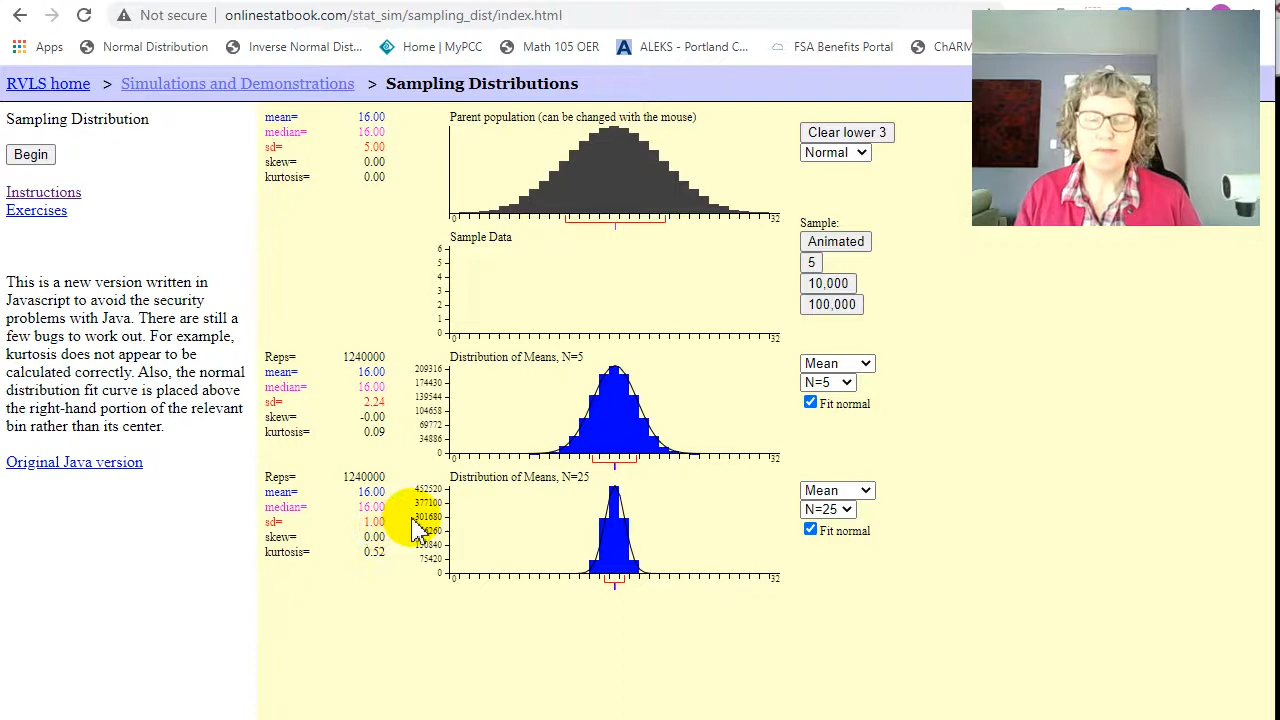 Not secure | onlinestatbook.com/stat_sim/sampling_dist/index.html
Apps Normal Distribution Inverse Normal Dist... Home | MyPCC Math 105 OER ALEKS - Portland C... FSA Benefits Portal ChARM
RVLS home > Simulations and Demonstrations > Sampling Distributions
Sampling Distribution
Begin
Instructions
Exercises
This is a new version written in
Javascript to avoid the security
problems with Java. There are still a
few bugs to work out. For example,
kurtosis does not appear to be
calculated correctly. Also, the normal
distribution fit curve is placed above
the right-hand portion of the relevant
bin rather than its center.
Original Java version
mean= 16.00
median= 16.00
sd= 5.00
skew= 0.00
kurtosis= 0.00
Parent population (can be changed with the mouse)
0 32
Clear lower 3
Normal
Sample Data
6
5
4
3
2
1
0
0 32
Sample:
Animated
5
10,000
100,000
Reps= 1240000
mean= 16.00
median= 16.00
sd= 2.24
skew= -0.00
kurtosis= 0.09
Distribution of Means, N=5
209316
174430
139544
104658
69772
34886
0
0 32
Mean
N=5
Fit normal
Reps= 1240000
mean= 16.00
median= 16.00
sd= 1.00
skew= 0.00
kurtosis= 0.52
Distribution of Means, N=25
452520
377100
301680
75420
0
0 32
Mean
N=25
Fit normal